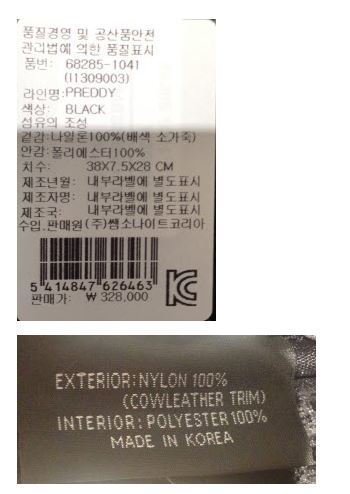 품질경영 및 공산품안전
관리법에 의한 품질표시
품번: 68285-1041
(I1309003)
라인명:PREDDY
색상: BLACK
섬유의 조성
겉감:나일론100%(배색 소가죽)
안감:폴리에스터100%
치수: 38X7.5X28 CM
제조년월: 내부라벨에 별도표시
제조자명: 내부라벨에 별도표시
제조국: 내부라벨에 별도표시
수입.판매원(주)쌤소나이트코리아
5 414847 626463
판매가: ₩ 328,000
EXTERIOR:NYLON 100%
(COWLEATHER TRIM)
INTERIOR:POLYESTER 100%
MADE IN KOREA